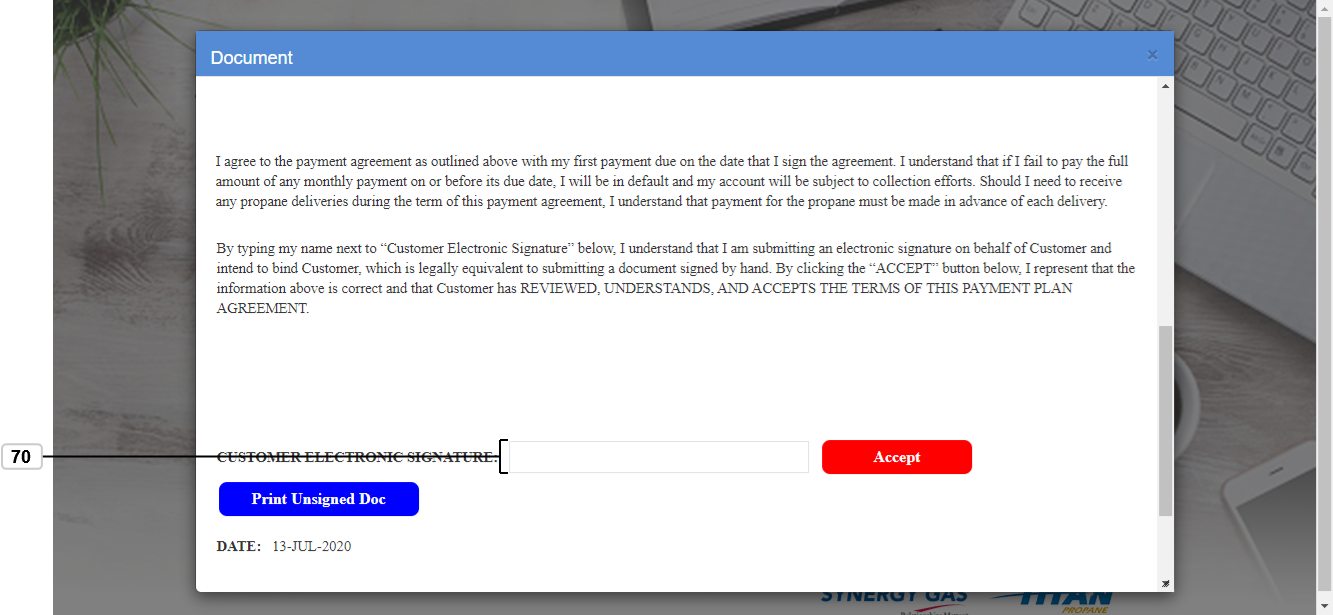 Document
×
I agree to the payment agreement as outlined above with my first payment due on the date that I sign the agreement. I understand that if I fail to pay the full
amount of any monthly payment on or before its due date, I will be in default and my account will be subject to collection efforts. Should I need to receive
any propane deliveries during the term of this payment agreement, I understand that payment for the propane must be made in advance of each delivery.
By typing my name next to “Customer Electronic Signature” below, I understand that I am submitting an electronic signature on behalf of Customer and
intend to bind Customer, which is legally equivalent to submitting a document signed by hand. By clicking the “ACCEPT” button below, I represent that the
information above is correct and that Customer has REVIEWED, UNDERSTANDS, AND ACCEPTS THE TERMS OF THIS PAYMENT PLAN
AGREEMENT.
70 CUSTOMER ELECTRONIC SIGNATURE: Accept
Print Unsigned Doc
DATE: 13-JUL-2020
SYNERGY GAS TITAN
PROPANE